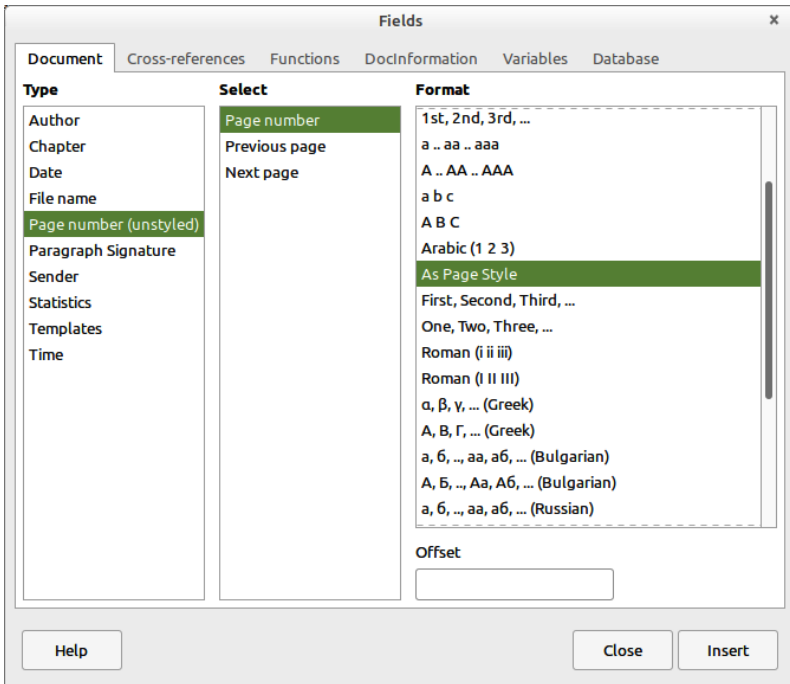 Fields
Document Cross-references Functions DocInformation Variables Database
Type
Author
Chapter
Date
File name
Page number (unstyled)
Paragraph Signature
Sender
Statistics
Templates
Time
Select
Page number
Previous page
Next page
Format
1st, 2nd, 3rd, ...
a .. aa .. aaa
A .. AA .. AAA
a b c
A B C
Arabic (1 2 3)
As Page Style
First, Second, Third, ...
One, Two, Three, ...
Roman (i ii iii)
Roman (I II III)
α, β, γ, ... (Greek)
Α, Β, Γ, ... (Greek)
а, б, .., аа, аб, ... (Bulgarian)
А, Б, .., Аа, Аб, ... (Bulgarian)
а, б, .., аа, аб, ... (Russian)
Offset
Help Close Insert